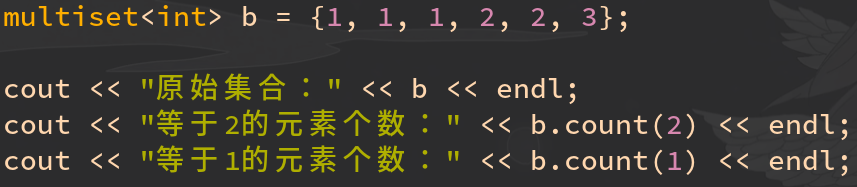 multiset<int> b = {1, 1, 1, 2, 2, 3};
cout << "原始集合：" << b << endl;
cout << "等于2的元素个数：" << b.count(2) << endl;
cout << "等于1的元素个数：" << b.count(1) << endl;